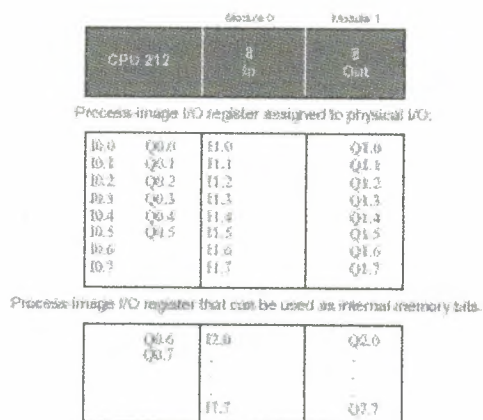 Module 0 Module 1
CPU 212 8 In 8 Out
Process-image I/O register assigned to physical I/O:
I0.0 Q0.0 I1.0 Q1.0
I0.1 Q0.1 I1.1 Q1.1
I0.2 Q0.2 I1.2 Q1.2
I0.3 Q0.3 I1.3 Q1.3
I0.4 Q0.4 I1.4 Q1.4
I0.5 Q0.5 I1.5 Q1.5
I0.6 I1.6 Q1.6
I0.7 I1.7 Q1.7
Process-image I/O register that can be used as internal memory bits.
Q0.6 I2.0 Q2.0
Q0.7 . .
. .
. .
Q7.7